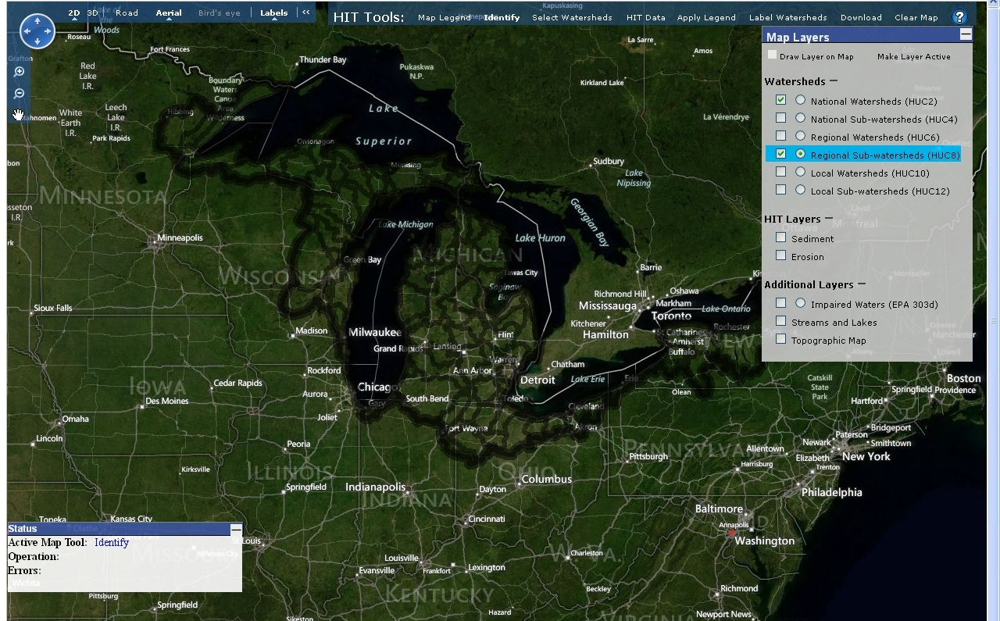 2D 3D Road Aerial Bird's eye Labels <<
HIT Tools: Map Legend Identify Select Watersheds HIT Data Apply Legend Label Watersheds Download Clear Map ?
Map Layers
Draw Layer on Map Make Layer Active
Watersheds
National Watersheds (HUC2)
National Sub-watersheds (HUC4)
Regional Watersheds (HUC6)
Regional Sub-watersheds (HUC8)
Local Watersheds (HUC10)
Local Sub-watersheds (HUC12)
HIT Layers
Sediment
Erosion
Additional Layers
Impaired Waters (EPA 303d)
Streams and Lakes
Topographic Map
Kapuskasing
Woods
Roseau
Fort Frances
Thunder Bay
La Sarre
Amos
Grafton
Red
Lake
I.R.
Pukaskwa
N.P.
Kirkland Lake
Boundary
Waters
Canoe
Area
Wilderness
Hibbing
Lake
Superior
La Vérendrye
Leech
Lake
I.R.
White
Earth
I.R.
Park Rapids
Ontonagon
Munising
Sudbury
Lake
Nipissing
MINNESOTA
Georgian Bay
Laval
Montreal
Ottawa
Minneapolis
Lake Michigan
Lake Huron
MICHIGAN
WISCONSIN
Green Bay
Tawas City
Saginaw
Bay
Barrie
Montpelier
Sioux Falls
Richmond Hill
Oshawa
Markham
Mississauga
Toronto
Lake Ontario
Kitchener
Hamilton
Rochester
Concord
Manchester
Madison
Milwaukee
Grand Rapids
Lansing
Flint
St Catharines
Amherst
Buffalo
NEW
Albany
Lowell
Warren
Ann Arbor
Chatham
Detroit
Lake Erie
Erie
Rockford
Cedar Rapids
Aurora
Chicago
Gary
South Bend
Toledo
Olean
Catskill
State
Park
Boston
Springfield
Providence
Hartford
IOWA
Des Moines
Joliet
Cleveland
Akron
Omaha
Lincoln
Fort Wayne
Bridgeport
Paterson
Newark
Smithtown
Peoria
PENNSYLVA
Allentown
Elizabeth
New York
Pittsburgh
Harrisburg
Trenton
Kirksville
ILLINOIS
OHIO
Columbus
Springfield
Indianapolis
INDIANA
Dayton
Philadelphia
Baltimore
Topeka
Kansas City
Olathe
Cincinnati
Annapolis
Washington
Status
Active Map Tool: Identify
Operation:
Errors:
St Louis
Jefferson City
MISSOURI
Louisville
Frankfort
Lexington
Charleston
W. VA.
Evansville
Wichita
KENTUCKY
Beckley
Richmond
Pittsburg
Springfield
Sikeston
Hazard
VIRGINIA
Newport News